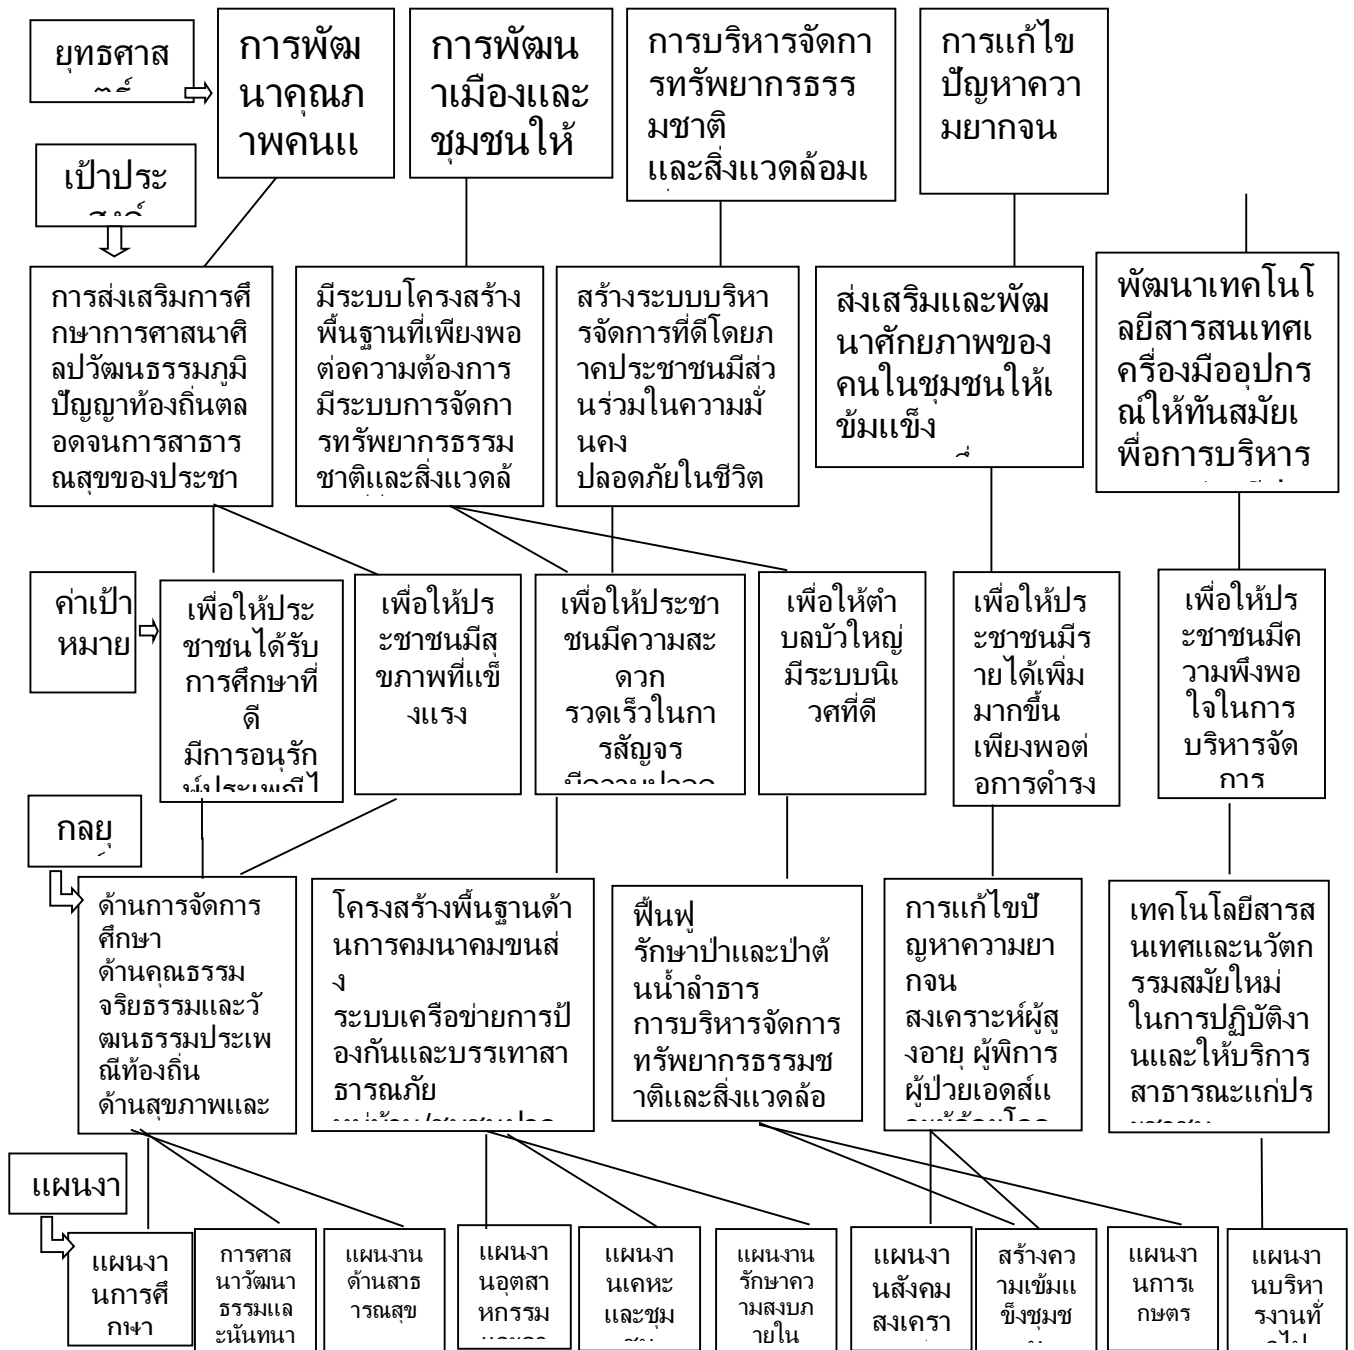 ยุทธศาส
การพัฒ
นาคุณภ
าพคนแ
การพัฒน
าเมืองและ
ชุมชนให้
การบริหารจัดกา
รทรัพยากรธรร
มชาติ
และสิ่งแวดล้อมเ
การแก้ไข
ปัญหาควา
มยากจน
เป้าประ
การส่งเสริมการศึ
กษาการศาสนาศิ
ลปวัฒนธรรมภูมิ
ปัญญาท้องถิ่นตล
อดจนการสาธาร
ณสุขของประชา
มีระบบโครงสร้าง
พื้นฐานที่เพียงพอ
ต่อความต้องการ
มีระบบการจัดกา
รทรัพยากรธรรม
ชาติและสิ่งแวดล้
สร้างระบบบริหา
รจัดการที่ดีโดยภ
าคประชาชนมีส่ว
นร่วมในความมั่
นคง
ปลอดภัยในชีวิต
ส่งเสริมและพัฒ
นาศักยภาพของ
คนในชุมชนให้เ
ข้มแข็ง
พัฒนาเทคโนโ
ลยีสารสนเทศเ
ครื่องมืออุปกร
ณ์ให้ทันสมัยเ
พื่อการบริหาร
ค่าเป้า
หมาย
เพื่อให้ประ
ชาชนได้รับ
การศึกษาที่
ดี
มีการอนุรัก
ษ์ประเพณีไ
เพื่อให้ปร
ะชาชนมีสุ
ขภาพที่แข็
งแรง
เพื่อให้ประชา
ชนมีความสะ
ดวก
รวดเร็วในกา
รสัญจร
มีความปลอด
เพื่อให้ตำ
บลบัวใหญ่
มีระบบนิเ
วศที่ดี
เพื่อให้ปร
ะชาชนมีร
ายได้เพิ่ม
มากขึ้น
เพียงพอต่
อการดำรง
เพื่อให้ปร
ะชาชนมีค
วามพึงพอ
ใจในการ
บริหารจัด
การ
กลยุ
ด้านการจัดการ
ศึกษา
ด้านคุณธรรม
จริยธรรมและวั
ฒนธรรมประเพ
ณีท้องถิ่น
ด้านสุขภาพและ
โครงสร้างพื้นฐานด้า
นการคมนาคมขนส่
ง
ระบบเครือข่ายการป้
องกันและบรรเทาสา
ธารณภัย
ฟื้นฟู
รักษาป่าและป่าต้
นน้ำลำธาร
การบริหารจัดการ
ทรัพยากรธรรมช
าติและสิ่งแวดล้อ
การแก้ไขปั
ญหาความยา
กจน
สงเคราะห์ผู้สู
งอายุ ผู้พิการ
ผู้ป่วยเอดส์แ
เทคโนโลยีสารส
นเทศและนวัตก
รรมสมัยใหม่
ในการปฏิบัติงา
นและให้บริการ
สาธารณะแก่ปร
แผนงา
แผนงา
นการศึ
กษา
การศาส
นาวัฒนา
ธรรมแล
ะนันทนา
แผนงาน
ด้านสาธ
ารณสุข
แผนงา
นอุตสา
หกรรม
แผนงา
นเคหะ
และชุม
แผนงาน
รักษาคว
ามสงบภ
ายใน
แผนงา
นสังคม
สงเครา
สร้างคว
ามเข้มแ
ข็งชุมช
แผนงา
นการเ
กษตร
แผนงา
นบริหา
รงานทั่